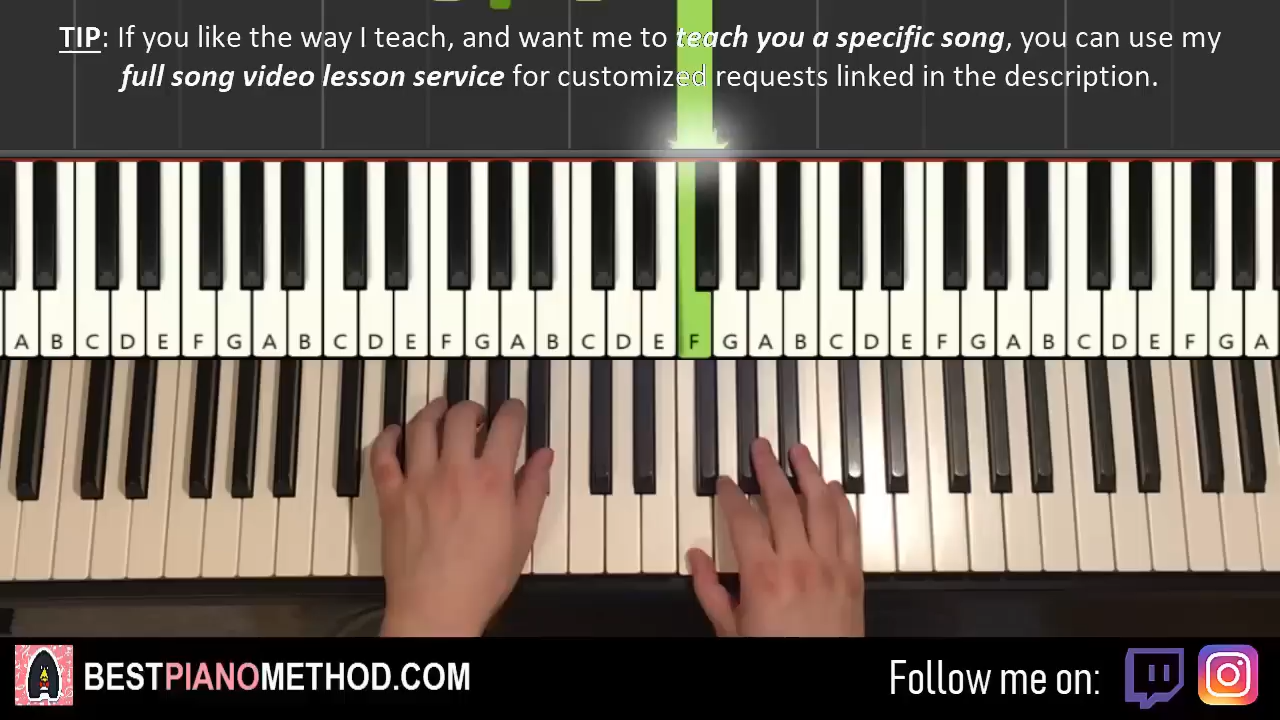 TIP: If you like the way I teach, and want me to teach you a specific song, you can use my
full song video lesson service for customized requests linked in the description.
A B C D E F G A B C D E F G A B C D E F G A B C D E F G A B C D E F G A
BESTPIANOMETHOD.COM Follow me on: